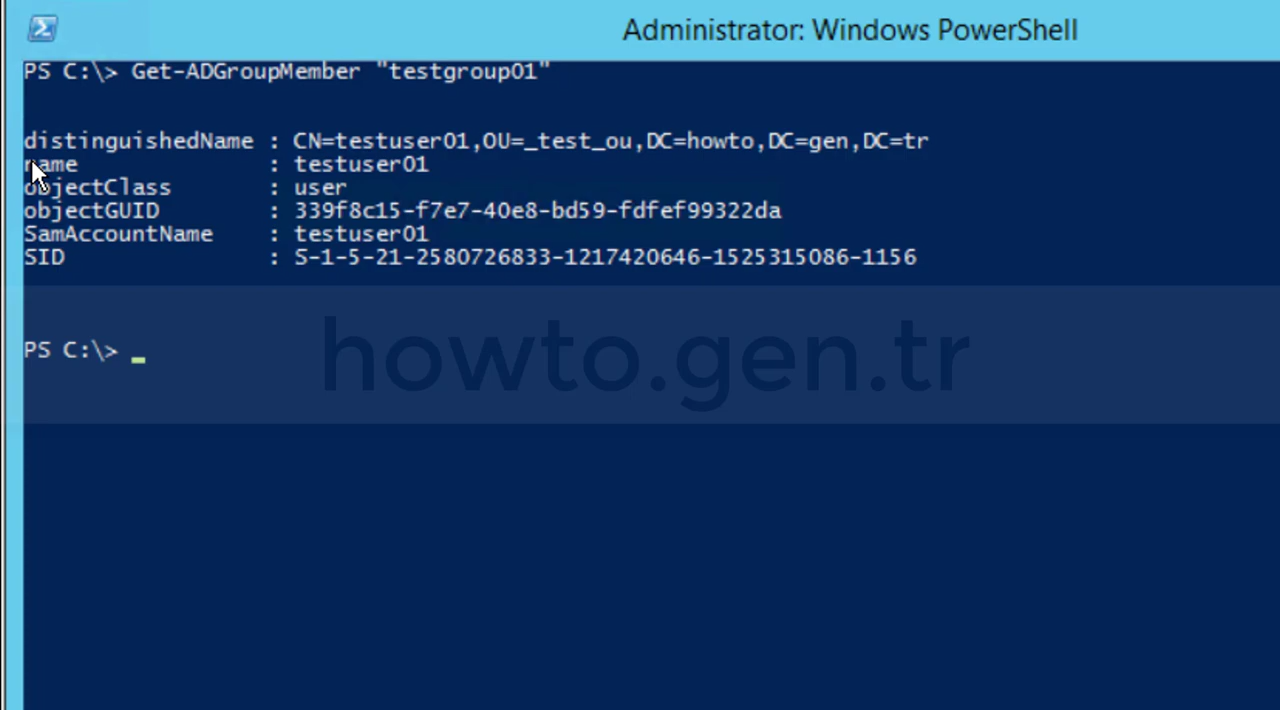 Administrator: Windows PowerShell
PS C:\> Get-ADGroupMember "testgroup01"
distinguishedName : CN=testuser01,OU=_test_ou,DC=howto,DC=gen,DC=tr
name : testuser01
objectClass : user
objectGUID : 339f8c15-f7e7-40e8-bd59-fdfef99322da
SamAccountName : testuser01
SID : S-1-5-21-2580726833-1217420646-1525315086-1156
PS C:\> _
howto.gen.tr